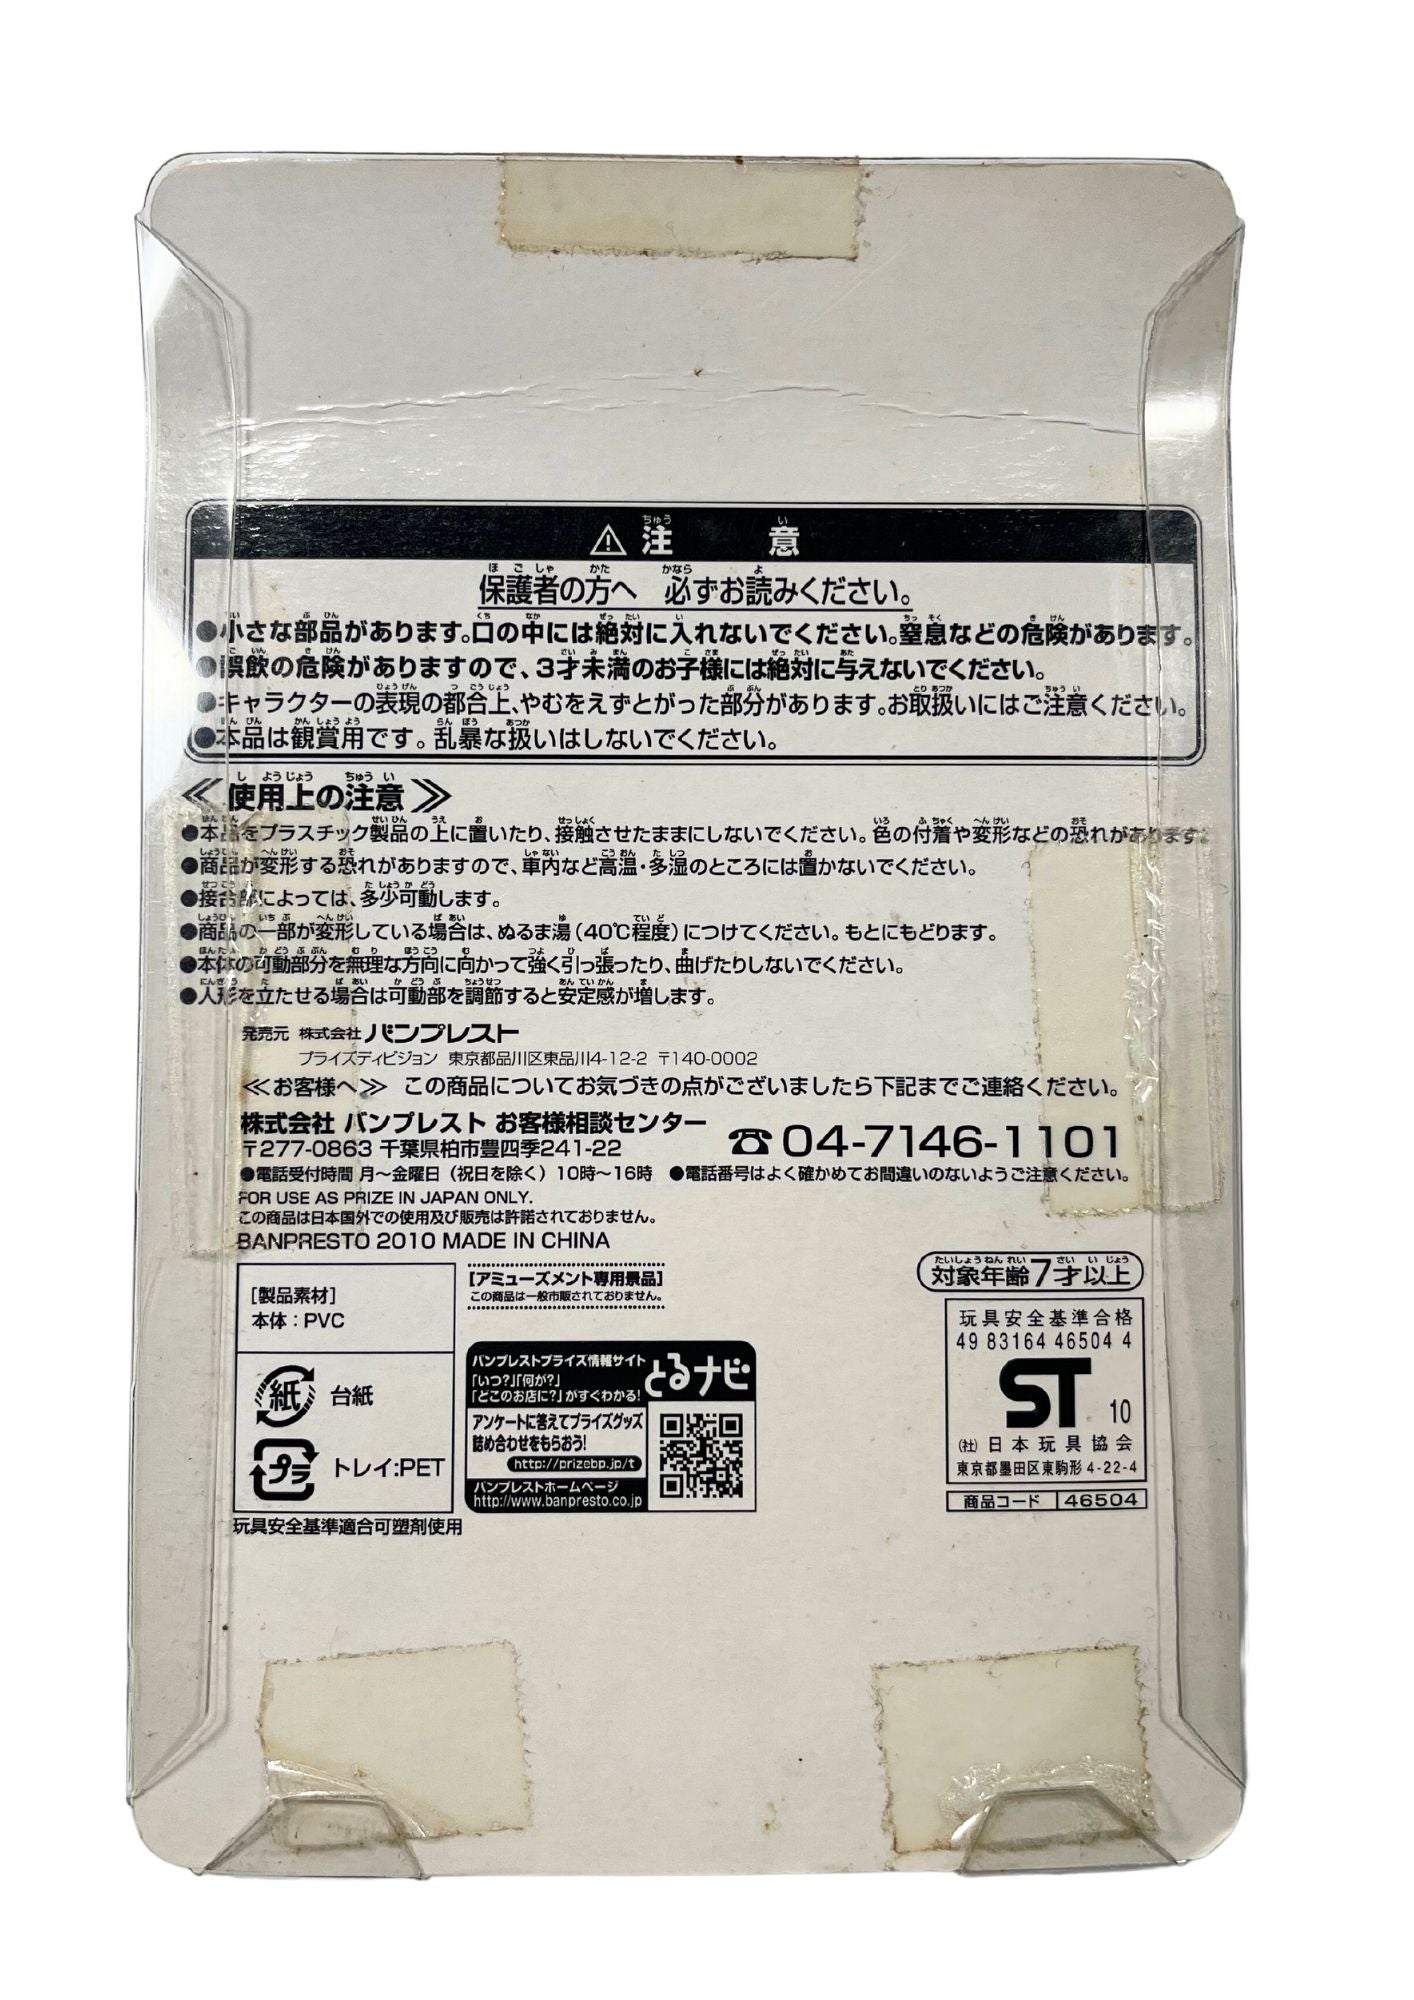 ⚠ 注意
保護者の方へ 必ずお読みください。
●小さな部品があります。口の中には絶対に入れないでください。窒息などの危険があります。
●誤飲の危険がありますので、3才未満のお子様には絶対に与えないでください。
●キャラクターの表現の都合上、やむをえずとがった部分があります。お取扱いにはご注意ください。
●本品は観賞用です。乱暴な扱いはしないでください。
≪使用上の注意≫
●本品をプラスチック製品の上に置いたり、接触させたままにしないでください。色の付着や変形などの恐れがあります。
●商品が変形する恐れがありますので、車内など高温・多湿のところには置かないでください。
●接合部によっては、多少可動します。
●商品の一部が変形している場合は、ぬるま湯(40℃程度)につけてください。もとにもどります。
●本体の可動部分を無理な方向に向かって強く引っ張ったり、曲げたりしないでください。
●人形を立たせる場合は可動部を調節すると安定感が増します。
発売元 株式会社バンプレスト
プライズディビジョン 東京都品川区東品川4-12-2 〒140-0002
≪お客様へ≫ この商品についてお気づきの点がございましたら下記までご連絡ください。
株式会社 バンプレスト お客様相談センター
〒277-0863 千葉県柏市豊四季241-22
☎04-7146-1101
●電話受付時間 月～金曜日(祝日を除く)10時～16時 ●電話番号はよく確かめてお間違いのないようご注意ください。
FOR USE AS PRIZE IN JAPAN ONLY.
この商品は日本国外での使用及び販売は許諾されておりません。
BANPRESTO 2010 MADE IN CHINA
[製品素材]
本体:PVC
紙 台紙
プラ トレイ:PET
玩具安全基準適合可塑剤使用
[アミューズメント専用景品]
この商品は一般市販されておりません。
バンプレストプライズ情報サイト
「いつ?」「何が?」
「どこのお店に?」がすぐわかる!
とるナビ
アンケートに答えてプライズグッズ
詰め合わせをもらおう!
http://prizebp.jp/t
バンプレストホームページ
http://www.banpresto.co.jp
対象年齢7才以上
玩具安全基準合格
49 83164 46504 4
ST 10
(社)日本玩具協会
東京都墨田区東駒形4-22-4
商品コード 46504